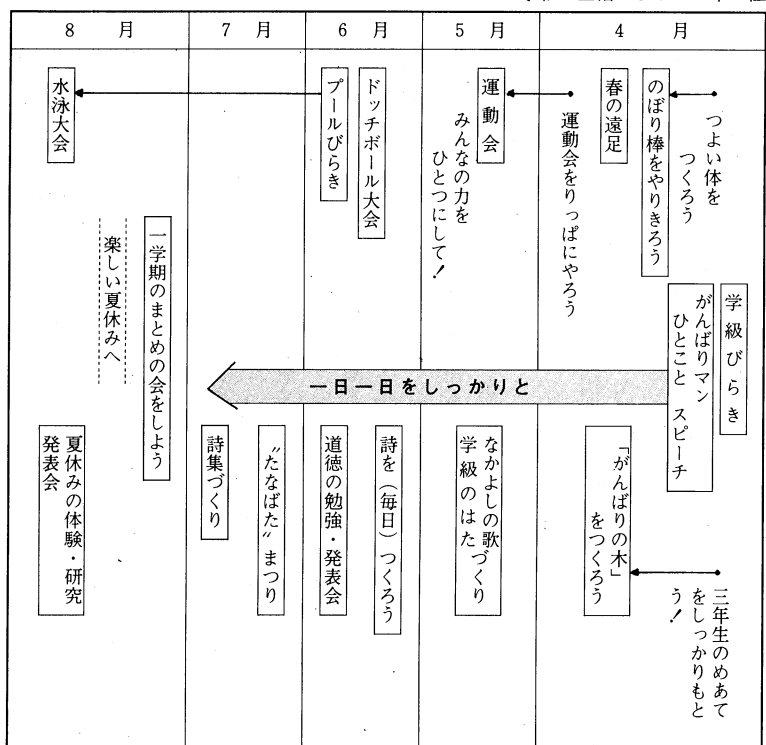 4 月
5 月
6 月
7 月
8 月
つよい体を
つくろう
のぼり棒をやりきろう
春の遠足
運動会をりっぱにやろう
運動会
みんなの力を
ひとつにして!
ドッチボール大会
プールびらき
水泳大会
学級びらき
がんばりマン
ひとこと スピーチ
一日一日をしっかりと
一学期のまとめの会をしよう
楽しい夏休みへ
三年生のめあて
をしっかりもと
う!
「がんばりの木」
をつくろう
なかよしの歌づくり
学級のはた
詩を(毎日)つくろう
道徳の勉強・発表会
“たなばた”まつり
詩集づくり
夏休みの体験・研究
発表会